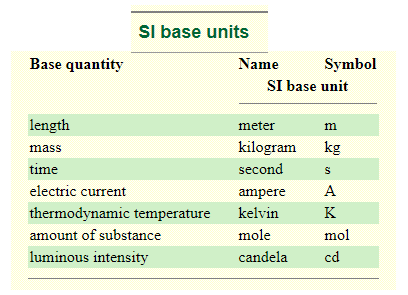 SI base units
Base quantity Name Symbol
SI base unit
length meter m
mass kilogram kg
time second s
electric current ampere A
thermodynamic temperature kelvin K
amount of substance mole mol
luminous intensity candela cd